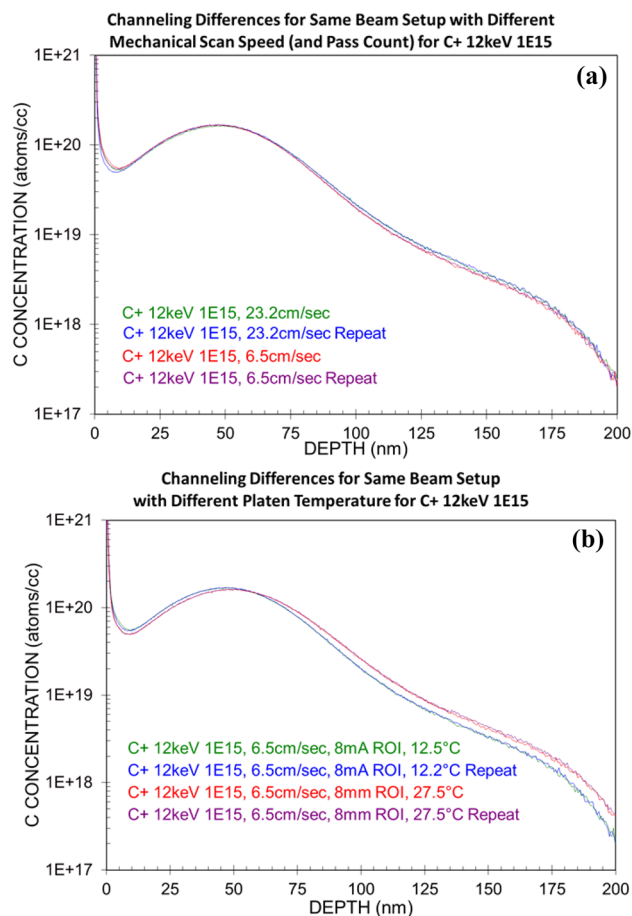 Channeling Differences for Same Beam Setup with Different
Mechanical Scan Speed (and Pass Count) for C+ 12keV 1E15
(a)
1E+21
1E+20
1E+19
1E+18
1E+17
C CONCENTRATION (atoms/cc)
C+ 12keV 1E15, 23.2cm/sec
C+ 12keV 1E15, 23.2cm/sec Repeat
C+ 12keV 1E15, 6.5cm/sec
C+ 12keV 1E15, 6.5cm/sec Repeat
0 25 50 75 100 125 150 175 200
DEPTH (nm)
Channeling Differences for Same Beam Setup
with Different Platen Temperature for C+ 12keV 1E15
(b)
1E+21
1E+20
1E+19
1E+18
1E+17
C CONCENTRATION (atoms/cc)
C+ 12keV 1E15, 6.5cm/sec, 8mA ROI, 12.5°C
C+ 12keV 1E15, 6.5cm/sec, 8mA ROI, 12.2°C Repeat
C+ 12keV 1E15, 6.5cm/sec, 8mm ROI, 27.5°C
C+ 12keV 1E15, 6.5cm/sec, 8mm ROI, 27.5°C Repeat
0 25 50 75 100 125 150 175 200
DEPTH (nm)